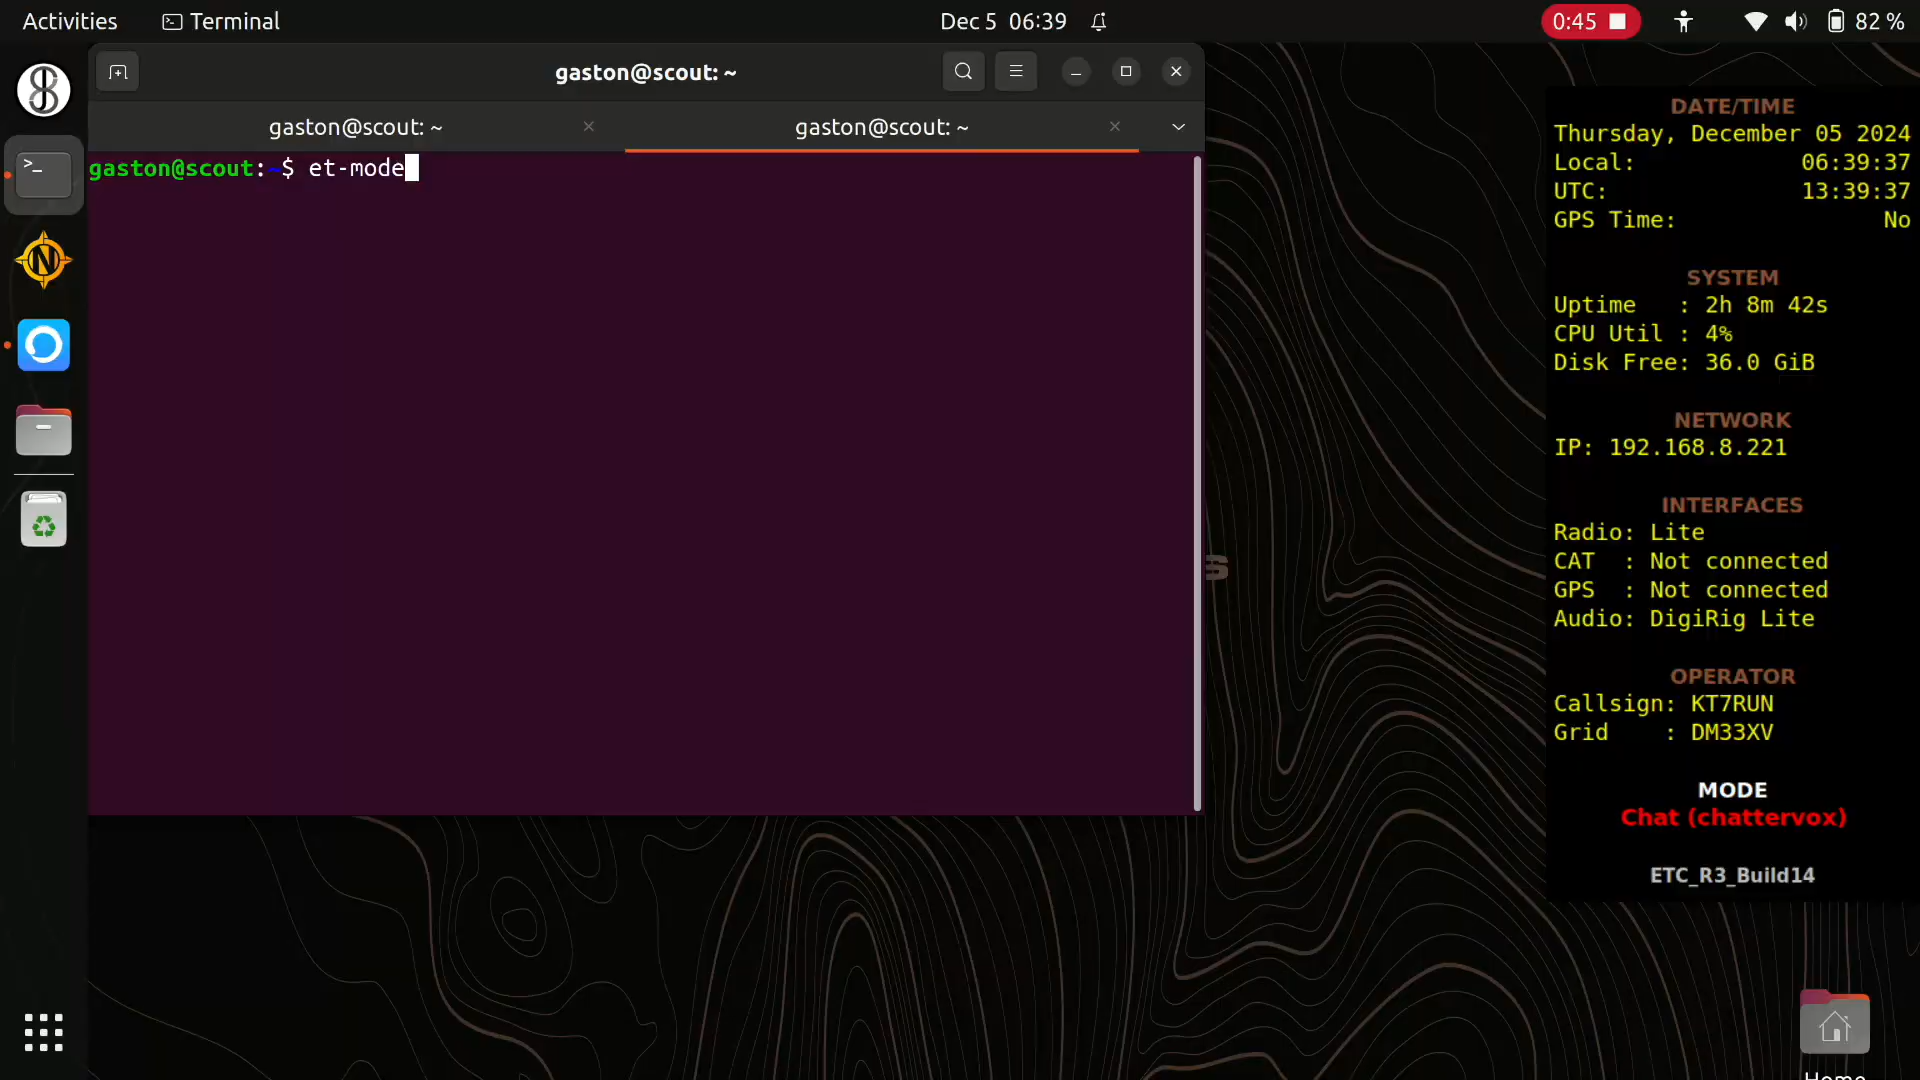 Activities Terminal Dec 5 06:39 0:45 82 %
gaston@scout: ~
gaston@scout: ~ gaston@scout: ~
gaston@scout:~$ et-mode
s
DATE/TIME
Thursday, December 05 2024
Local: 06:39:37
UTC: 13:39:37
GPS Time: No
SYSTEM
Uptime : 2h 8m 42s
CPU Util : 4%
Disk Free: 36.0 GiB
NETWORK
IP: 192.168.8.221
INTERFACES
Radio: Lite
CAT : Not connected
GPS : Not connected
Audio: DigiRig Lite
OPERATOR
Callsign: KT7RUN
Grid : DM33XV
MODE
Chat (chattervox)
ETC_R3_Build14
Home